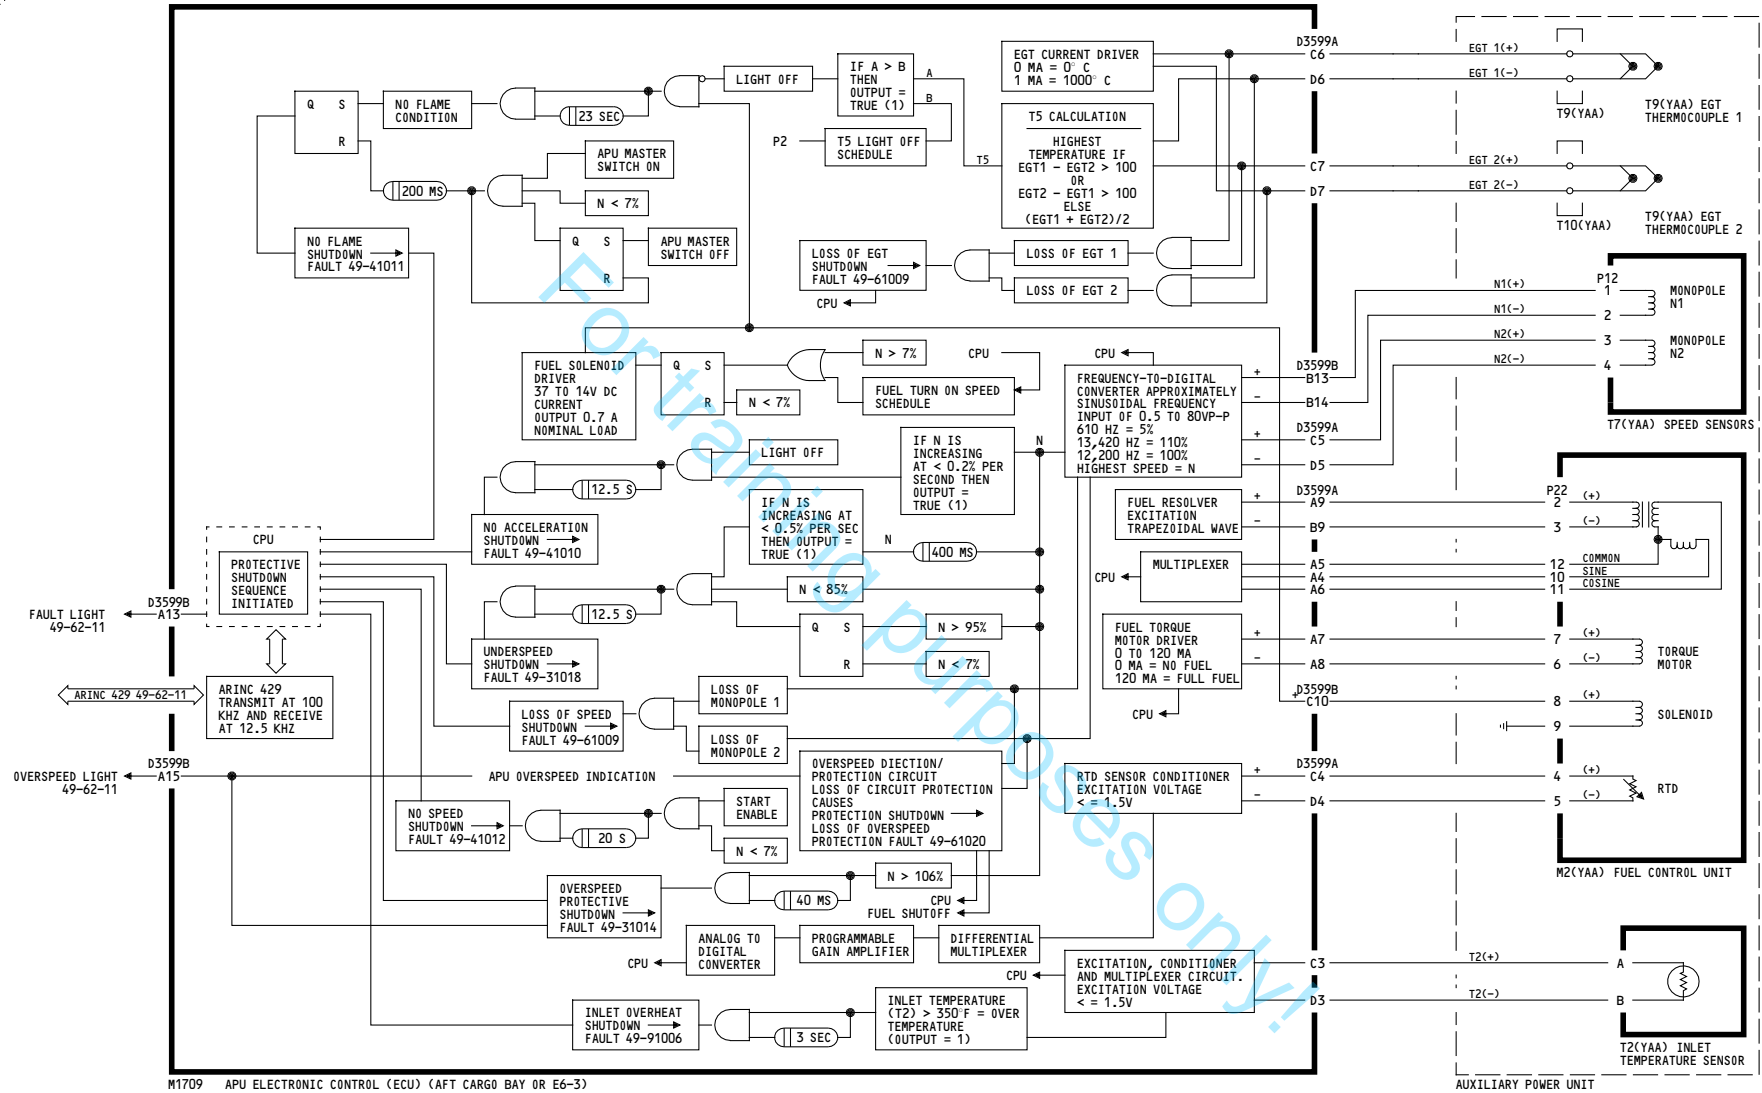 D3599A
C6
EGT CURRENT DRIVER
0 MA = 0° C
1 MA = 1000° C
EGT 1(+)
D6
EGT 1(-)
T9(YAA)
T9(YAA) EGT
THERMOCOUPLE 1
LIGHT OFF
IF A > B
THEN
OUTPUT =
TRUE (1)
A
B
Q S
R
NO FLAME
CONDITION
23 SEC
P2
T5 LIGHT OFF
SCHEDULE
T5
T5 CALCULATION
HIGHEST
TEMPERATURE IF
EGT1 - EGT2 > 100
OR
EGT2 - EGT1 > 100
ELSE
(EGT1 + EGT2)/2
C7
EGT 2(+)
D7
EGT 2(-)
T10(YAA)
T9(YAA) EGT
THERMOCOUPLE 2
APU MASTER
SWITCH ON
200 MS
N < 7%
Q S
R
APU MASTER
SWITCH OFF
NO FLAME
SHUTDOWN
FAULT 49-41011
LOSS OF EGT
SHUTDOWN
FAULT 49-61009
CPU
LOSS OF EGT 1
LOSS OF EGT 2
N1(+)
N1(-)
N2(+)
N2(-)
P12
1
2
3
4
MONOPOLE
N1
MONOPOLE
N2
T7(YAA) SPEED SENSORS
FUEL SOLENOID
DRIVER
37 TO 14V DC
CURRENT
OUTPUT 0.7 A
NOMINAL LOAD
Q S
R
N > 7%
N < 7%
CPU
FUEL TURN ON SPEED
SCHEDULE
CPU
FREQUENCY-TO-DIGITAL
CONVERTER APPROXIMATELY
SINUSOIDAL FREQUENCY
INPUT OF 0.5 TO 80VP-P
610 HZ = 5%
13,420 HZ = 110%
12,200 HZ = 100%
HIGHEST SPEED = N
+
-
+
-
D3599B
B13
B14
D3599A
C5
D5
LIGHT OFF
12.5 S
IF N IS
INCREASING
AT < 0.2% PER
SECOND THEN
OUTPUT =
TRUE (1)
N
IF N IS
INCREASING AT
< 0.5% PER SEC
THEN OUTPUT =
TRUE (1)
N
400 MS
NO ACCELERATION
SHUTDOWN
FAULT 49-41010
FUEL RESOLVER
EXCITATION
TRAPEZOIDAL WAVE
+
-
D3599A
A9
B9
P22
2
3
(+)
(-)
CPU
PROTECTIVE
SHUTDOWN
SEQUENCE
INITIATED
CPU
MULTIPLEXER
A5
A4
A6
12
10
11
COMMON
SINE
COSINE
D3599B
A13
FAULT LIGHT
49-62-11
12.5 S
N < 85%
Q S
R
N > 95%
N < 7%
UNDERSPEED
SHUTDOWN
FAULT 49-31018
FUEL TORQUE
MOTOR DRIVER
0 TO 120 MA
0 MA = NO FUEL
120 MA = FULL FUEL
+
-
A7
A8
7
6
(+)
(-)
TORQUE
MOTOR
CPU
ARINC 429 49-62-11
ARINC 429
TRANSMIT AT 100
KHZ AND RECEIVE
AT 12.5 KHZ
LOSS OF SPEED
SHUTDOWN
FAULT 49-61009
LOSS OF
MONOPOLE 1
LOSS OF
MONOPOLE 2
D3599B
+
C10
8
9
(+)
SOLENOID
D3599B
A15
OVERSPEED LIGHT
49-62-11
APU OVERSPEED INDICATION
OVERSPEED DIECTION/
PROTECTION CIRCUIT
LOSS OF CIRCUIT PROTECTION
CAUSES
PROTECTION SHUTDOWN
LOSS OF OVERSPEED
PROTECTION FAULT 49-61020
RTD SENSOR CONDITIONER
EXCITATION VOLTAGE
< = 1.5V
+
-
D3599A
C4
D4
4
5
(+)
(-)
RTD
M2(YAA) FUEL CONTROL UNIT
NO SPEED
SHUTDOWN
FAULT 49-41012
20 S
START
ENABLE
N < 7%
OVERSPEED
PROTECTIVE
SHUTDOWN
FAULT 49-31014
40 MS
N > 106%
CPU
FUEL SHUTOFF
CPU
ANALOG TO
DIGITAL
CONVERTER
PROGRAMMABLE
GAIN AMPLIFIER
DIFFERENTIAL
MULTIPLEXER
CPU
EXCITATION, CONDITIONER
AND MULTIPLEXER CIRCUIT.
EXCITATION VOLTAGE
< = 1.5V
C3
D3
T2(+)
T2(-)
A
B
T2(YAA) INLET
TEMPERATURE SENSOR
INLET OVERHEAT
SHUTDOWN
FAULT 49-91006
3 SEC
INLET TEMPERATURE
(T2) > 350°F = OVER
TEMPERATURE
(OUTPUT = 1)
M1709 APU ELECTRONIC CONTROL (ECU) (AFT CARGO BAY OR E6-3)
AUXILIARY POWER UNIT
For training purposes only!